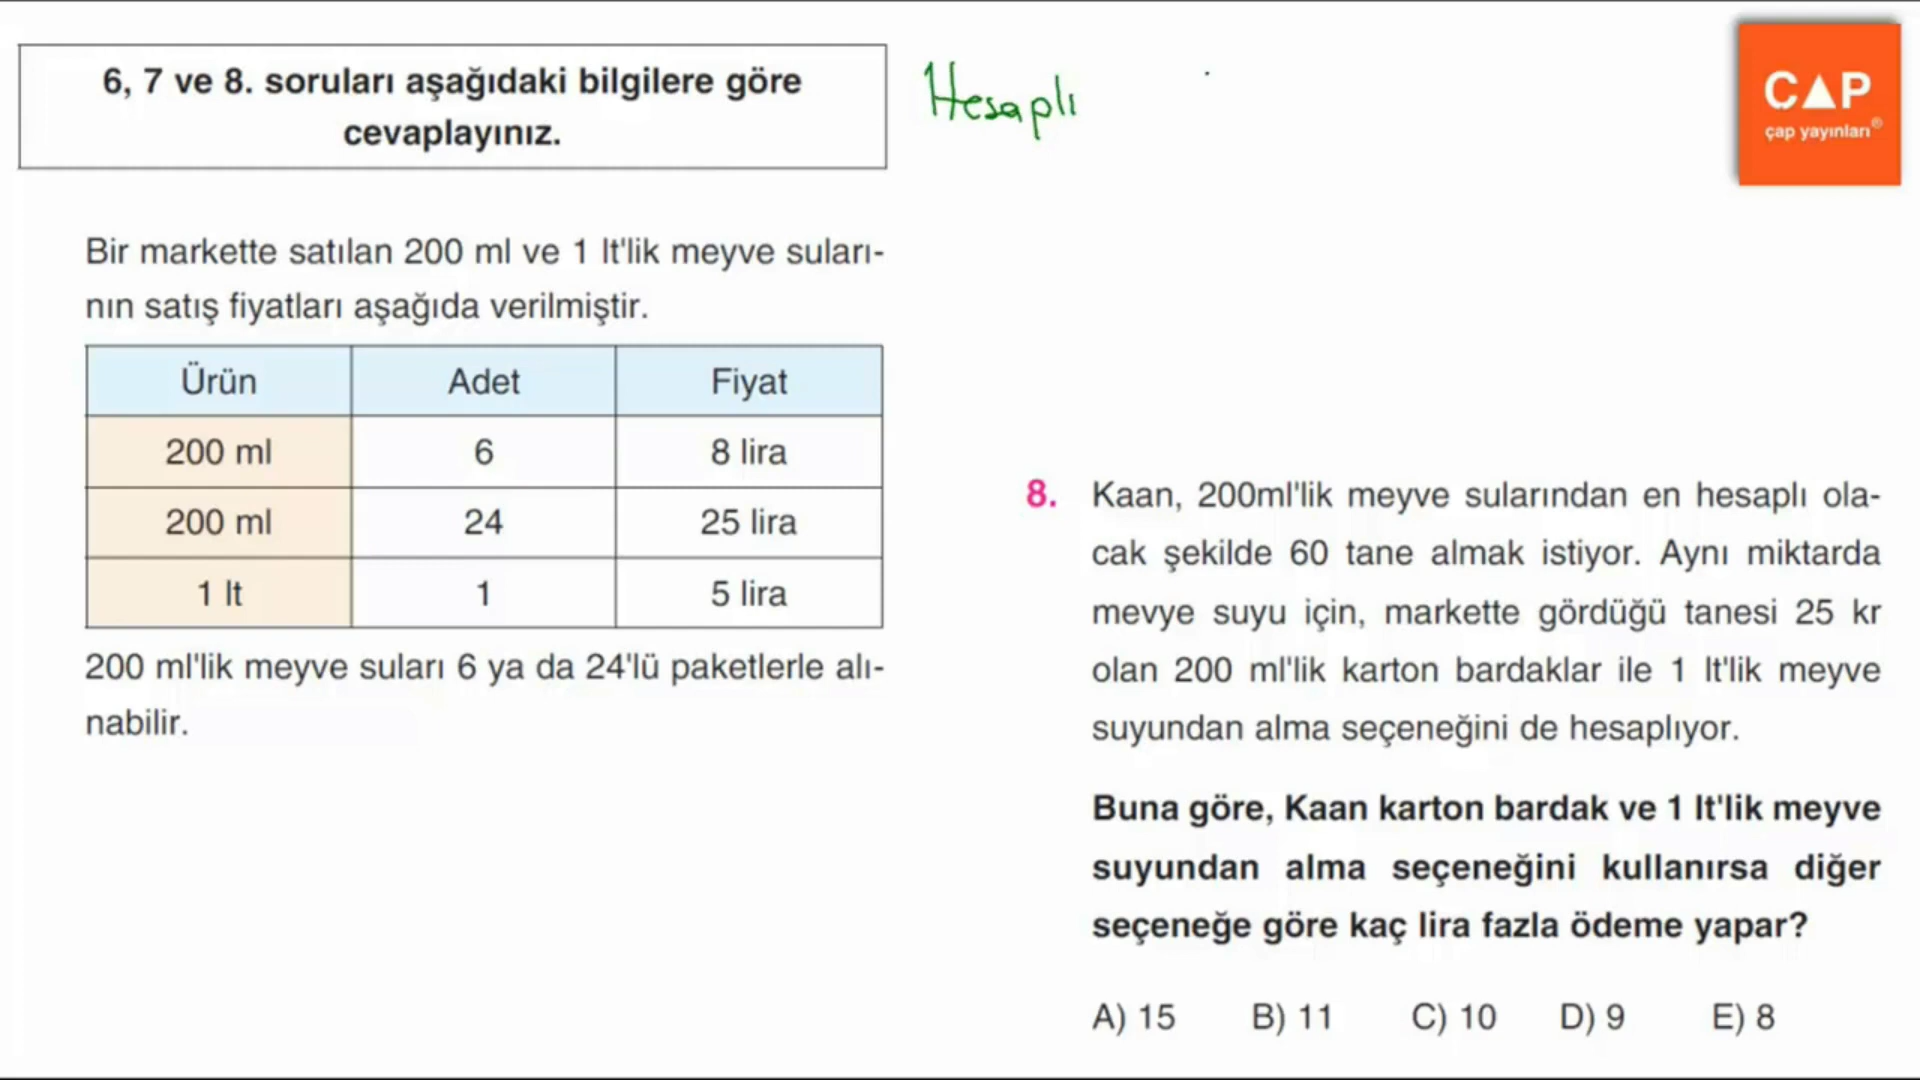 6, 7 ve 8. soruları aşağıdaki bilgilere göre
cevaplayınız.
Hesaplı
ÇAP
çap yayınları®
Bir markette satılan 200 ml ve 1 lt'lik meyve suları-
nın satış fiyatları aşağıda verilmiştir.
Ürün Adet Fiyat
200 ml 6 8 lira
200 ml 24 25 lira
1 lt 1 5 lira
200 ml'lik meyve suları 6 ya da 24'lü paketlerle alı-
nabilir.
8. Kaan, 200ml'lik meyve sularından en hesaplı ola-
cak şekilde 60 tane almak istiyor. Aynı miktarda
mevye suyu için, markette gördüğü tanesi 25 kr
olan 200 ml'lik karton bardaklar ile 1 lt'lik meyve
suyundan alma seçeneğini de hesaplıyor.
Buna göre, Kaan karton bardak ve 1 lt'lik meyve
suyundan alma seçeneğini kullanırsa diğer
seçeneğe göre kaç lira fazla ödeme yapar?
A) 15 B) 11 C) 10 D) 9 E) 8